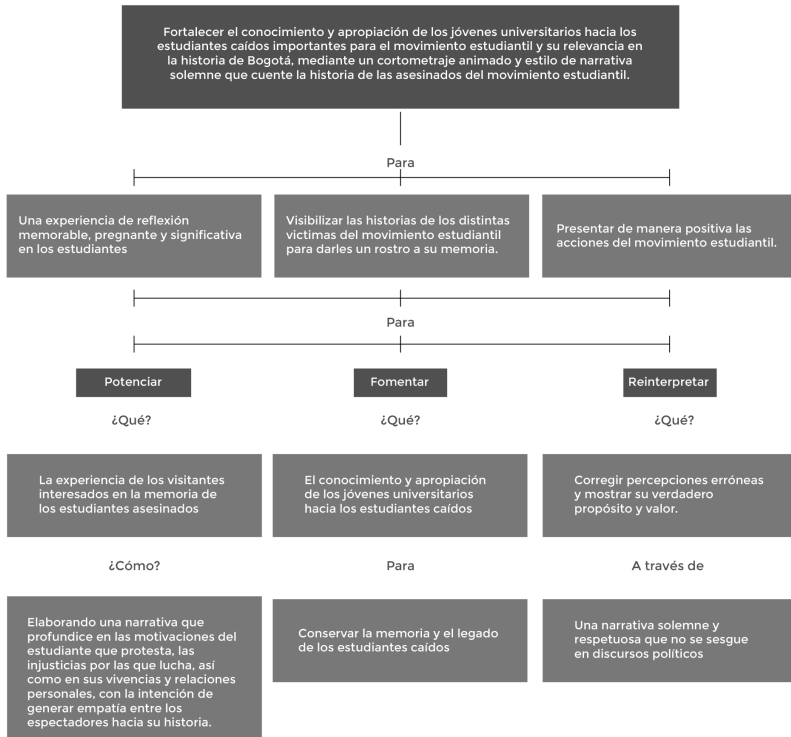 Fortalecer el conocimiento y apropiación de los jóvenes universitarios hacia los
estudiantes caídos importantes para el movimiento estudiantil y su relevancia en
la historia de Bogotá, mediante un cortometraje animado y estilo de narrativa
solemne que cuente la historia de las asesinados del movimiento estudiantil.
Para
Una experiencia de reflexión
memorable, pregnante y significativa
en los estudiantes
Visibilizar las historias de los distintas
victimas del movimiento estudiantil
para darles un rostro a su memoria.
Presentar de manera positiva las
acciones del movimiento estudiantil.
Para
Potenciar
Fomentar
Reinterpretar
¿Qué?
¿Qué?
¿Qué?
La experiencia de los visitantes
interesados en la memoria de
los estudiantes asesinados
El conocimiento y apropiación
de los jóvenes universitarios
hacia los estudiantes caídos
Corregir percepciones erróneas
y mostrar su verdadero
propósito y valor.
¿Cómo?
Para
A través de
Elaborando una narrativa que
profundice en las motivaciones del
estudiante que protesta, las
injusticias por las que lucha, así
como en sus vivencias y relaciones
personales, con la intención de
generar empatía entre los
espectadores hacia su historia.
Conservar la memoria y el legado
de los estudiantes caídos
Una narrativa solemne y
respetuosa que no se sesgue
en discursos políticos